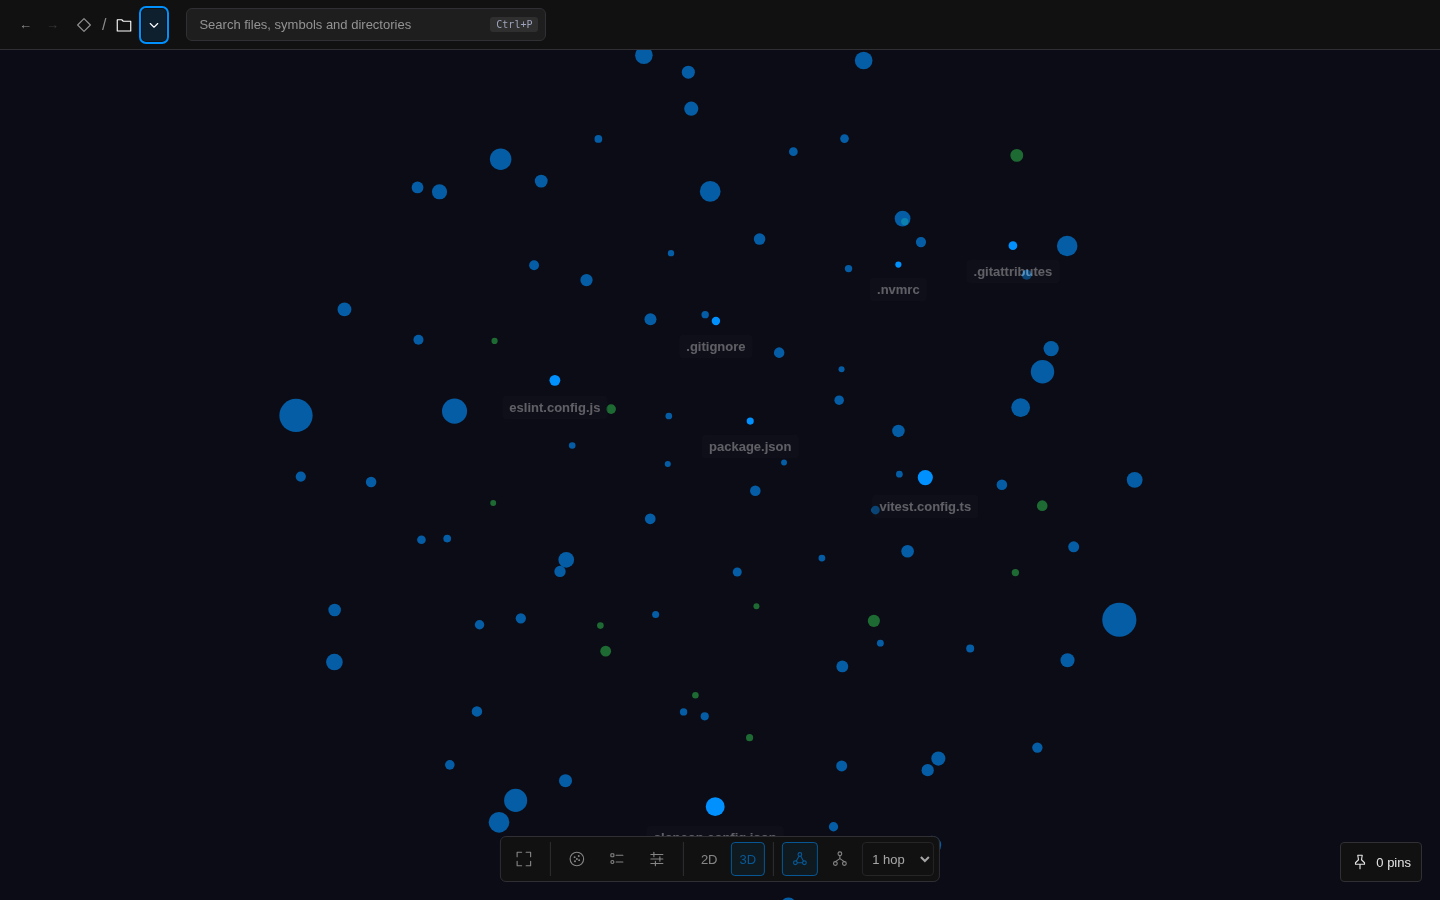 ← → / Search files, symbols and directories Ctrl+P
.gitattributes
.nvmrc
.gitignore
eslint.config.js
package.json
vitest.config.ts
2D 3D 1 hop 0 pins